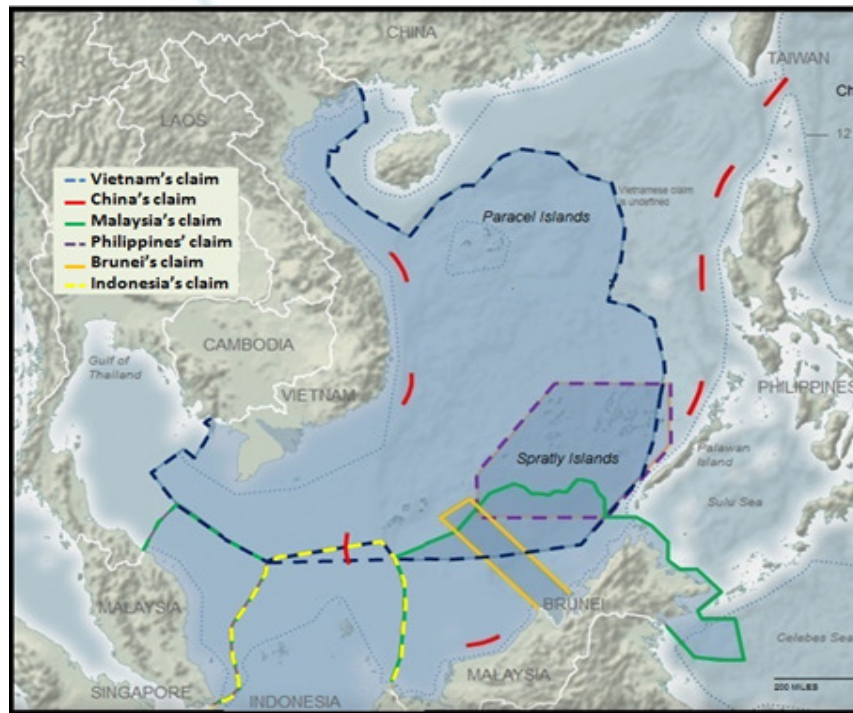 CHINA
TAIWAN
R
Ch
LAOS
12
Vietnam's claim
China's claim
Malaysia's claim
Philippines' claim
Brunei's claim
Indonesia's claim
Vietnamese claim
is undefined
Paracel Islands
CAMBODIA
Gulf of
Thailand
VIETNAM
PHILIPPINES
Spratly Islands
Palawan
Island
Sulu Sea
MALAYSIA
BRUNEI
Celebes Sea
MALAYSIA
SINGAPORE
INDONESIA
200 MILES